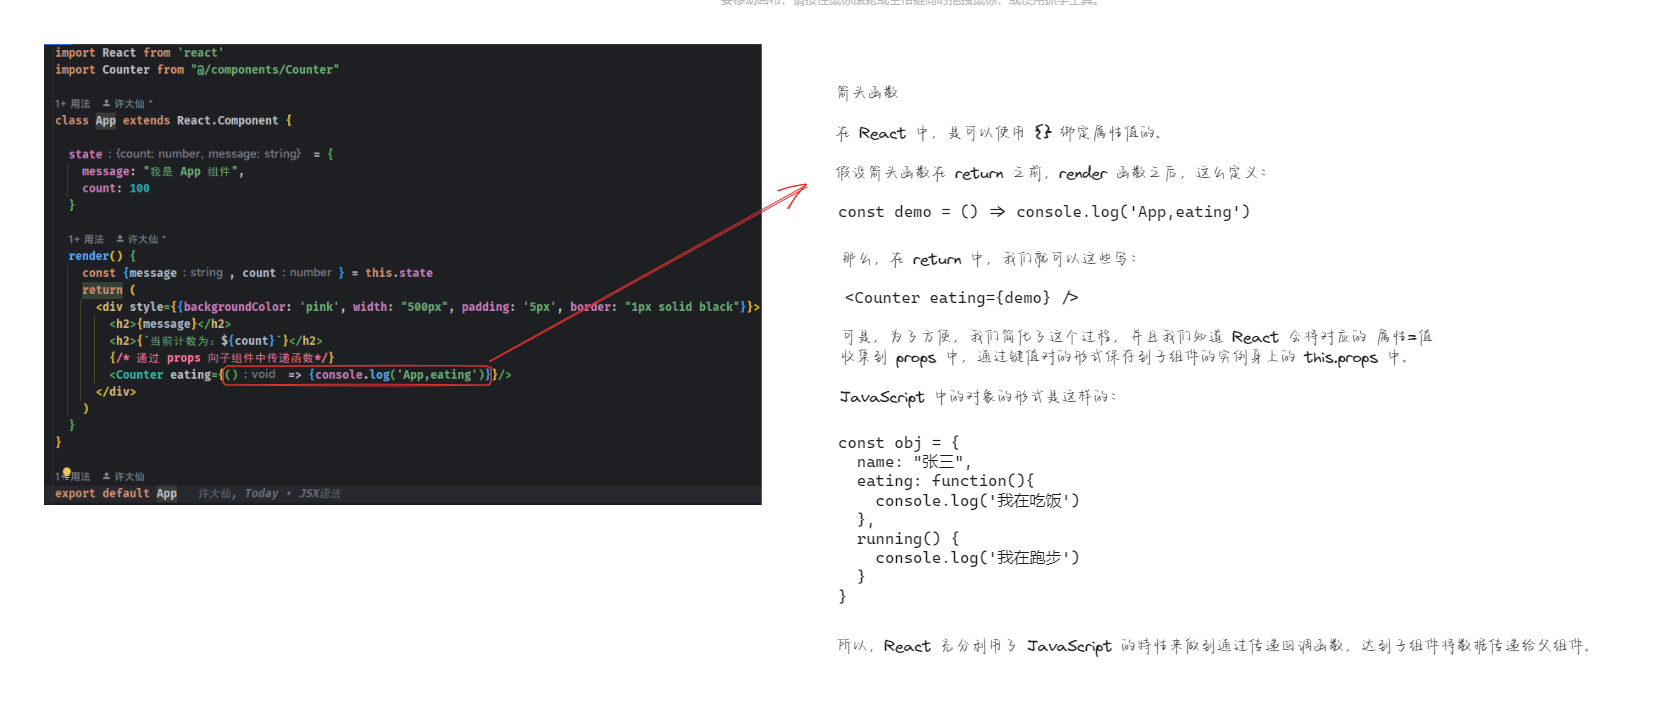 import React from 'react'
import Counter from "@/components/Counter"
1+ 用法 许大仙 *
class App extends React.Component {
state : {count: number, message: string} = {
message: "我是 App 组件",
count: 100
}
1+ 用法 许大仙 *
render() {
const {message : string , count : number } = this.state
return (
<div style={{backgroundColor: 'pink', width: "500px", padding: '5px', border: "1px solid black"}}>
<h2>{message}</h2>
<h2>{`当前计数为：${count}`}</h2>
{/* 通过 props 向子组件中传递函数*/}
<Counter eating={() : void => {console.log('App,eating')}}/>
</div>
)
}
}
1+ 用法 许大仙
export default App 许大仙, Today • JSX语法
箭头函数
在 React 中，是可以使用 {} 绑定属性值的。
假设箭头函数在 return 之前，render 函数之后，这么定义：
const demo = () => console.log('App,eating')
那么，在 return 中，我们就可以这些写：
<Counter eating={demo} />
可是，为了方便，我们简化了这个过程，并且我们知道 React 会将对应的 属性=值
收集到 props 中，通过键值对的形式保存到子组件的实例身上的 this.props 中。
JavaScript 中的对象的形式是这样的：
const obj = {
name: "张三",
eating: function(){
console.log('我在吃饭')
},
running() {
console.log('我在跑步')
}
}
所以，React 充分利用了 JavaScript 的特性来做到通过传递回调函数，达到子组件将数据传递给父组件。